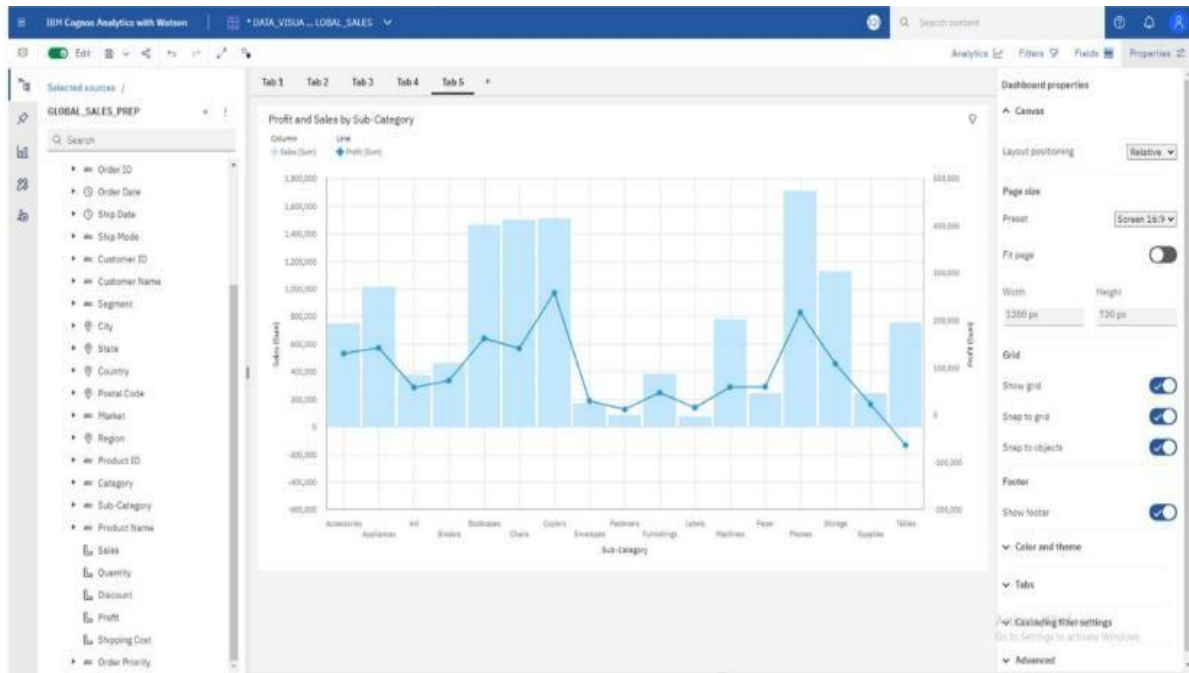 IBM Cognos Analytics with Watson
* DATA_VISUA ... LOBAL_SALES
Search content
Edit
Analytics
Filters
Fields
Properties
Selected sources /
GLOBAL_SALES_PREP
Search
Order ID
Order Date
Ship Date
Ship Mode
Customer ID
Customer Name
Segment
City
State
Country
Postal Code
Market
Region
Product ID
Category
Sub-Category
Product Name
Sales
Quantity
Discount
Profit
Shipping Cost
Order Priority
Tab 1
Tab 2
Tab 3
Tab 4
Tab 5
+
Profit and Sales by Sub-Category
Column
Line
Sales (Sum)
Profit (Sum)
1,800,000
1,600,000
1,400,000
1,200,000
1,000,000
800,000
600,000
400,000
200,000
0
-200,000
-400,000
-600,000
Sales (Sum)
500,000
400,000
300,000
200,000
100,000
0
-100,000
Profit (Sum)
Accessories
Appliances
Art
Binders
Bookcases
Chairs
Copiers
Envelopes
Fasteners
Furnishings
Labels
Machines
Paper
Phones
Storage
Supplies
Tables
Sub-Category
Dashboard properties
Canvas
Layout positioning
Relative
Page size
Preset
Screen 16:9
Fit page
Width
Height
1280 px
720 px
Grid
Show grid
Snap to grid
Snap to objects
Footer
Show footer
Color and theme
Tabs
Cascading filter settings
Go to Settings to activate Windows.
Advanced